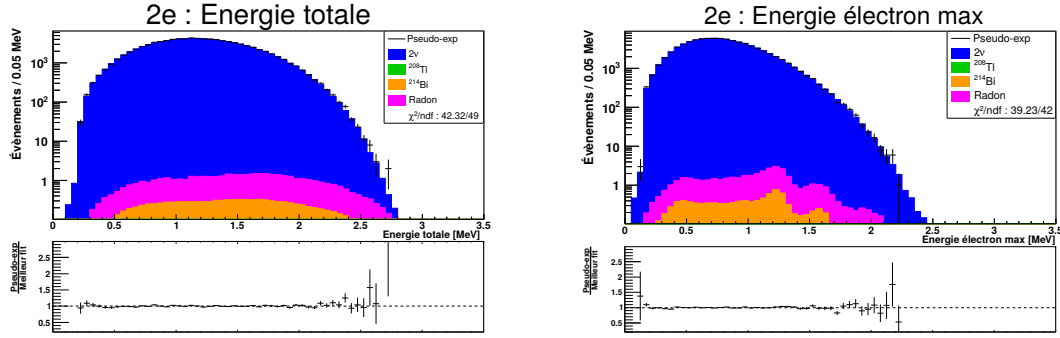 2e : Energie totale
Évènements / 0.05 MeV
10³
10²
10
1
Pseudo-exp
2ν
²⁰⁸Tl
²¹⁴Bi
Radon
χ²/ndf : 42.32/49
0 0.5 1 1.5 2 2.5 3 3.5
Energie totale [MeV]
Pseudo-exp
Meilleur fit
2.5
2
1.5
1
0.5
2e : Energie électron max
Évènements / 0.05 MeV
10³
10²
10
1
Pseudo-exp
2ν
²⁰⁸Tl
²¹⁴Bi
Radon
χ²/ndf : 39.23/42
0 0.5 1 1.5 2 2.5 3 3.5
Energie électron max [MeV]
Pseudo-exp
Meilleur fit
2.5
2
1.5
1
0.5